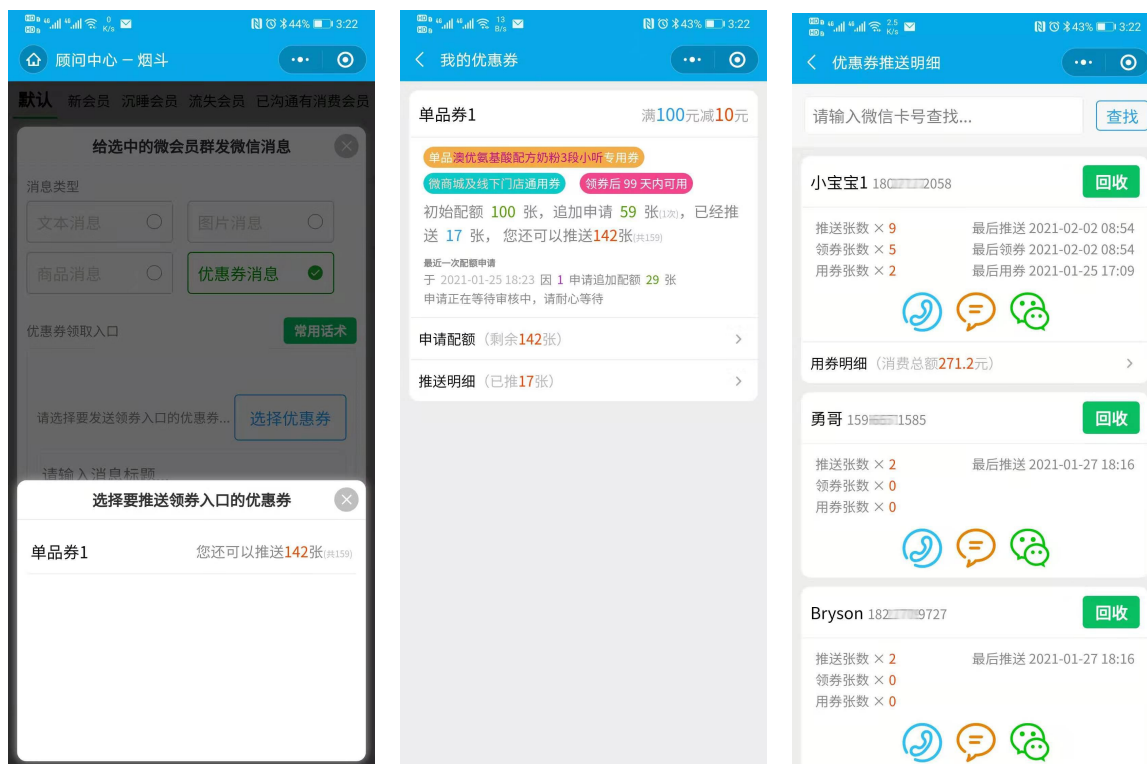 0 K/s 44% 3:22
顾问中心 — 烟斗
默认 新会员 沉睡会员 流失会员 已沟通有消费会员
给选中的微会员群发微信消息
消息类型
文本消息 图片消息
商品消息 优惠券消息
优惠券领取入口 常用话术
请选择要发送领券入口的优惠券... 选择优惠券
请输入消息标题...
选择要推送领券入口的优惠券
单品券1 您还可以推送142张(共159)
13 B/s 43% 3:22
我的优惠券
单品券1 满100元减10元
单品澳优氨基酸配方奶粉3段小听专用券
微商城及线下门店通用券 领券后 99 天内可用
初始配额 100 张，追加申请 59 张(1次)，已经推
送 17 张， 您还可以推送142张(共159)
最近一次配额申请
于 2021-01-25 18:23 因 1 申请追加配额 29 张
申请正在等待审核中，请耐心等待
申请配额（剩余142张）
推送明细（已推17张）
2.5 K/s 43% 3:22
优惠券推送明细
请输入微信卡号查找... 查找
小宝宝1 180 2058 回收
推送张数 × 9 最后推送 2021-02-02 08:54
领券张数 × 5 最后领券 2021-02-02 08:54
用券张数 × 2 最后用券 2021-01-25 17:09
用券明细（消费总额271.2元）
勇哥 159 1585 回收
推送张数 × 2 最后推送 2021-01-27 18:16
领券张数 × 0
用券张数 × 0
Bryson 182 9727 回收
推送张数 × 2 最后推送 2021-01-27 18:16
领券张数 × 0
用券张数 × 0